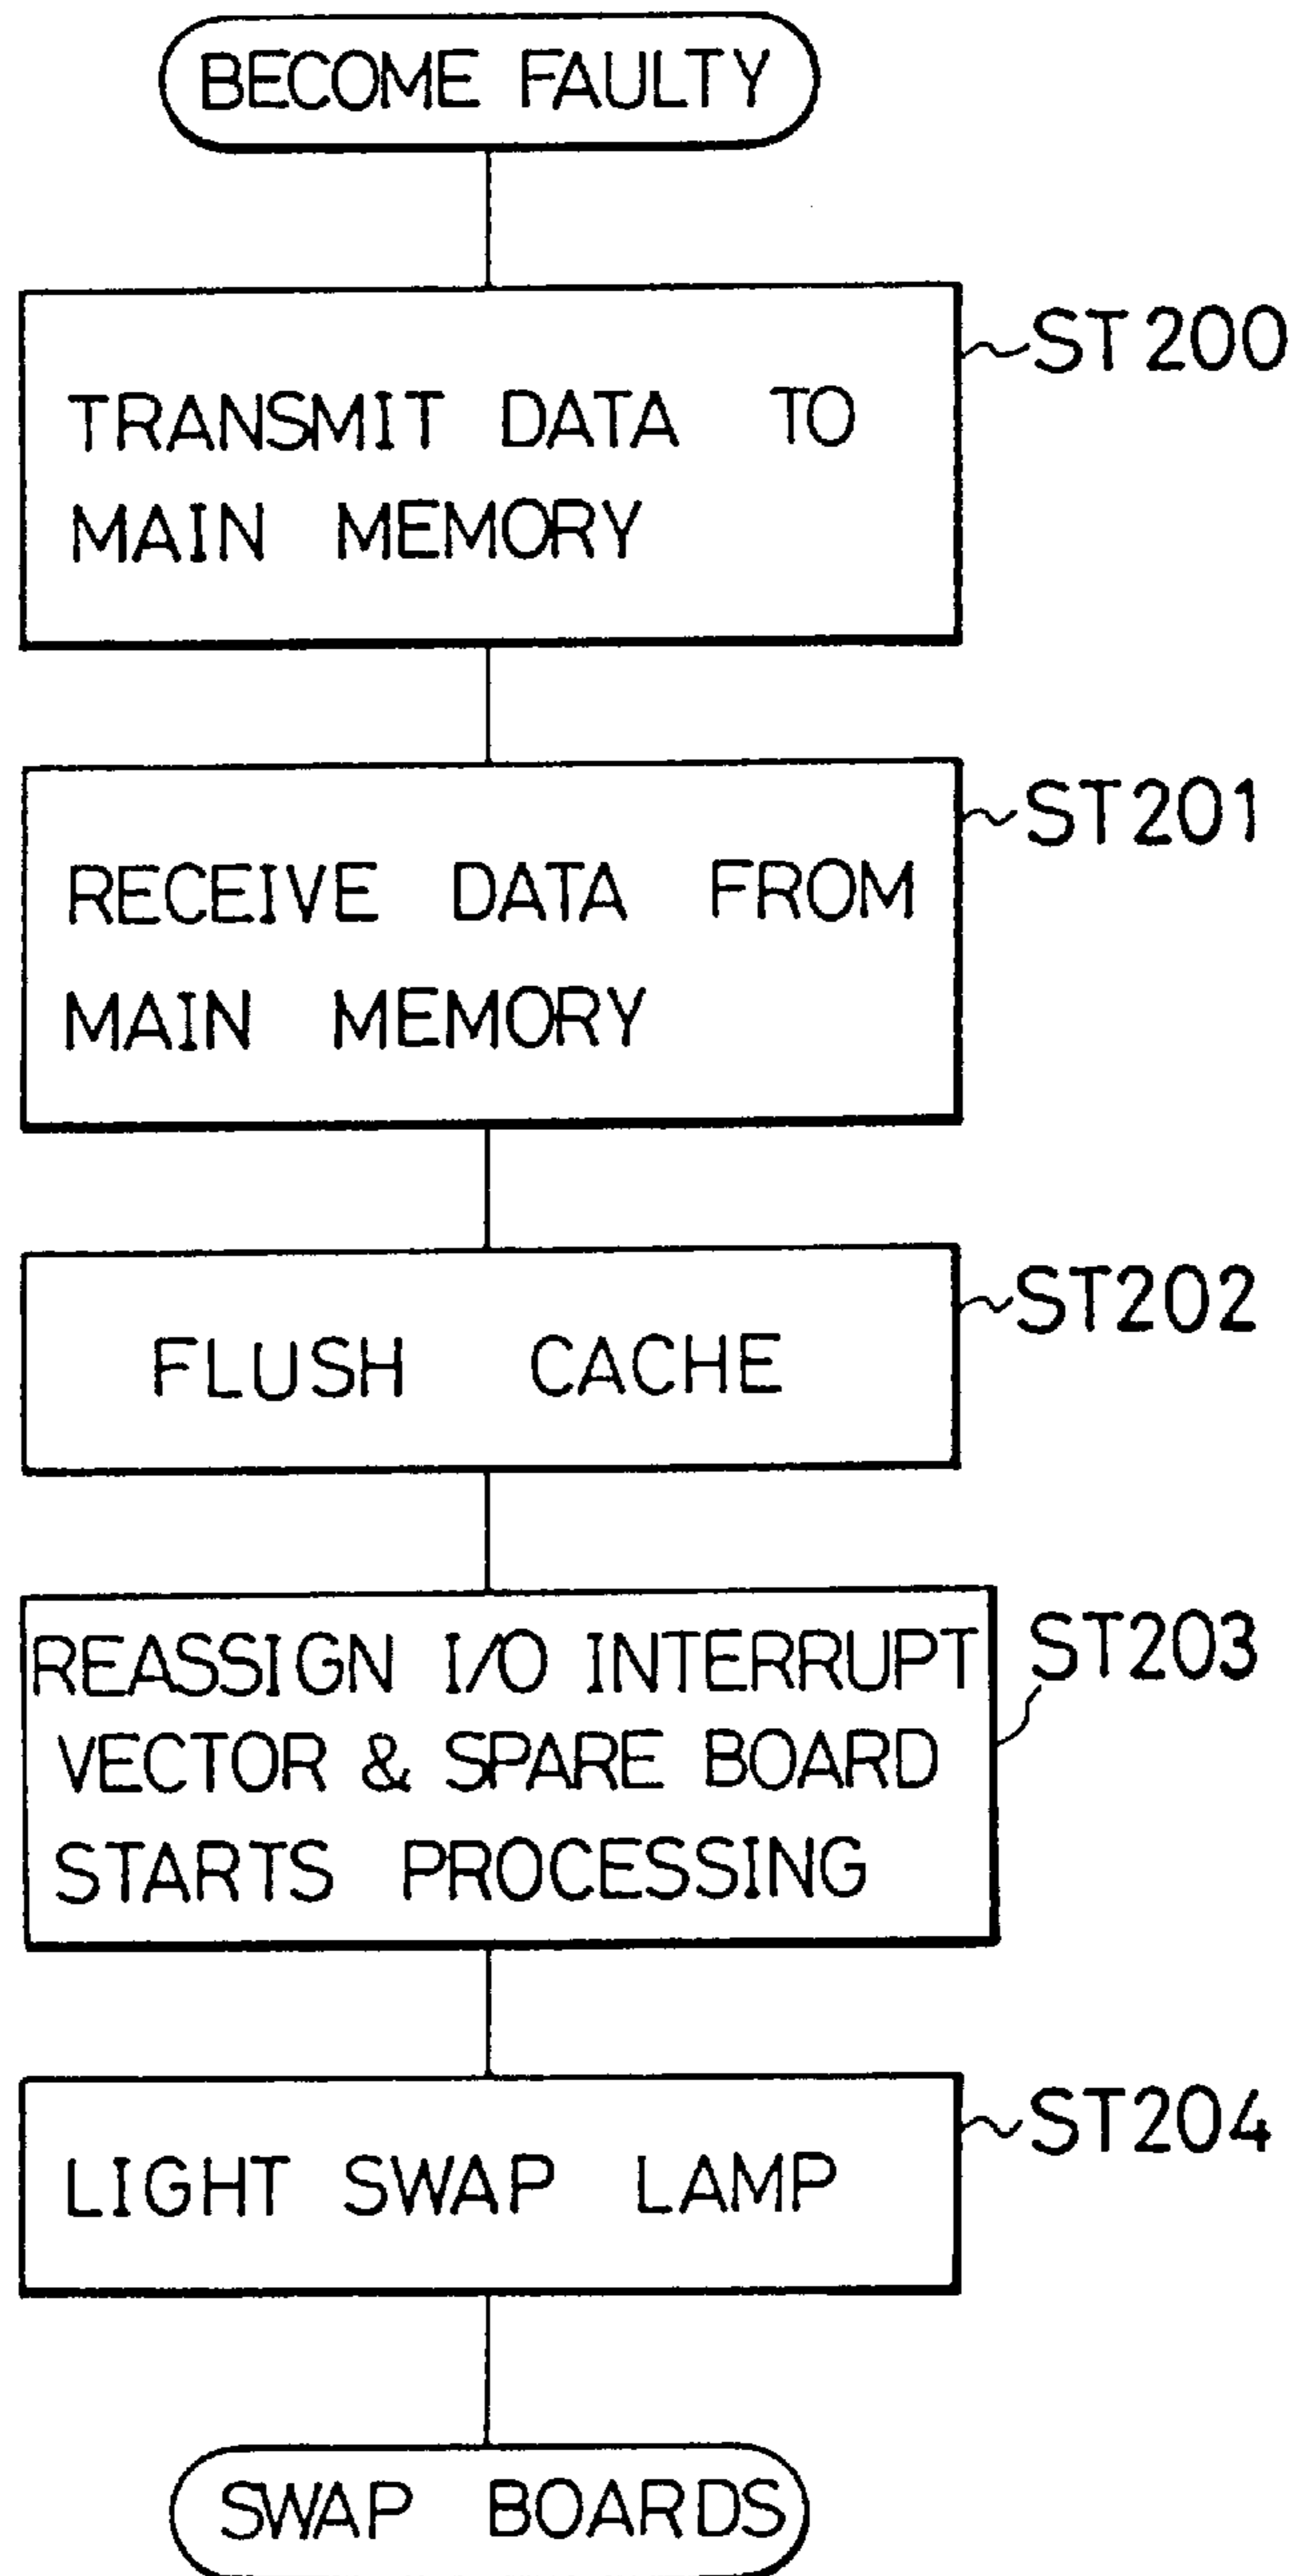 BECOME FAULTY
ST200
TRANSMIT DATA TO
MAIN MEMORY
ST201
RECEIVE DATA FROM
MAIN MEMORY
ST202
FLUSH CACHE
ST203
REASSIGN I/O INTERRUPT
VECTOR & SPARE BOARD
STARTS PROCESSING
ST204
LIGHT SWAP LAMP
SWAP BOARDS